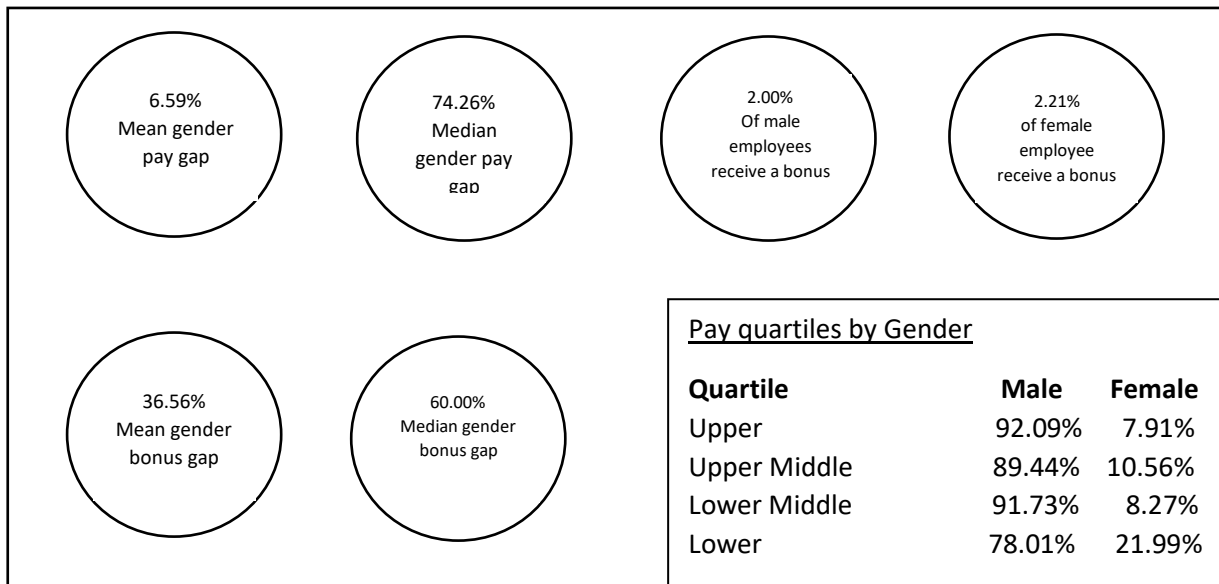 6.59%
Mean gender
pay gap
74.26%
Median
gender pay
gap
2.00%
Of male
employees
receive a bonus
2.21%
of female
employee
receive a bonus
36.56%
Mean gender
bonus gap
60.00%
Median gender
bonus gap
Pay quartiles by Gender
Quartile Male Female
Upper 92.09% 7.91%
Upper Middle 89.44% 10.56%
Lower Middle 91.73% 8.27%
Lower 78.01% 21.99%